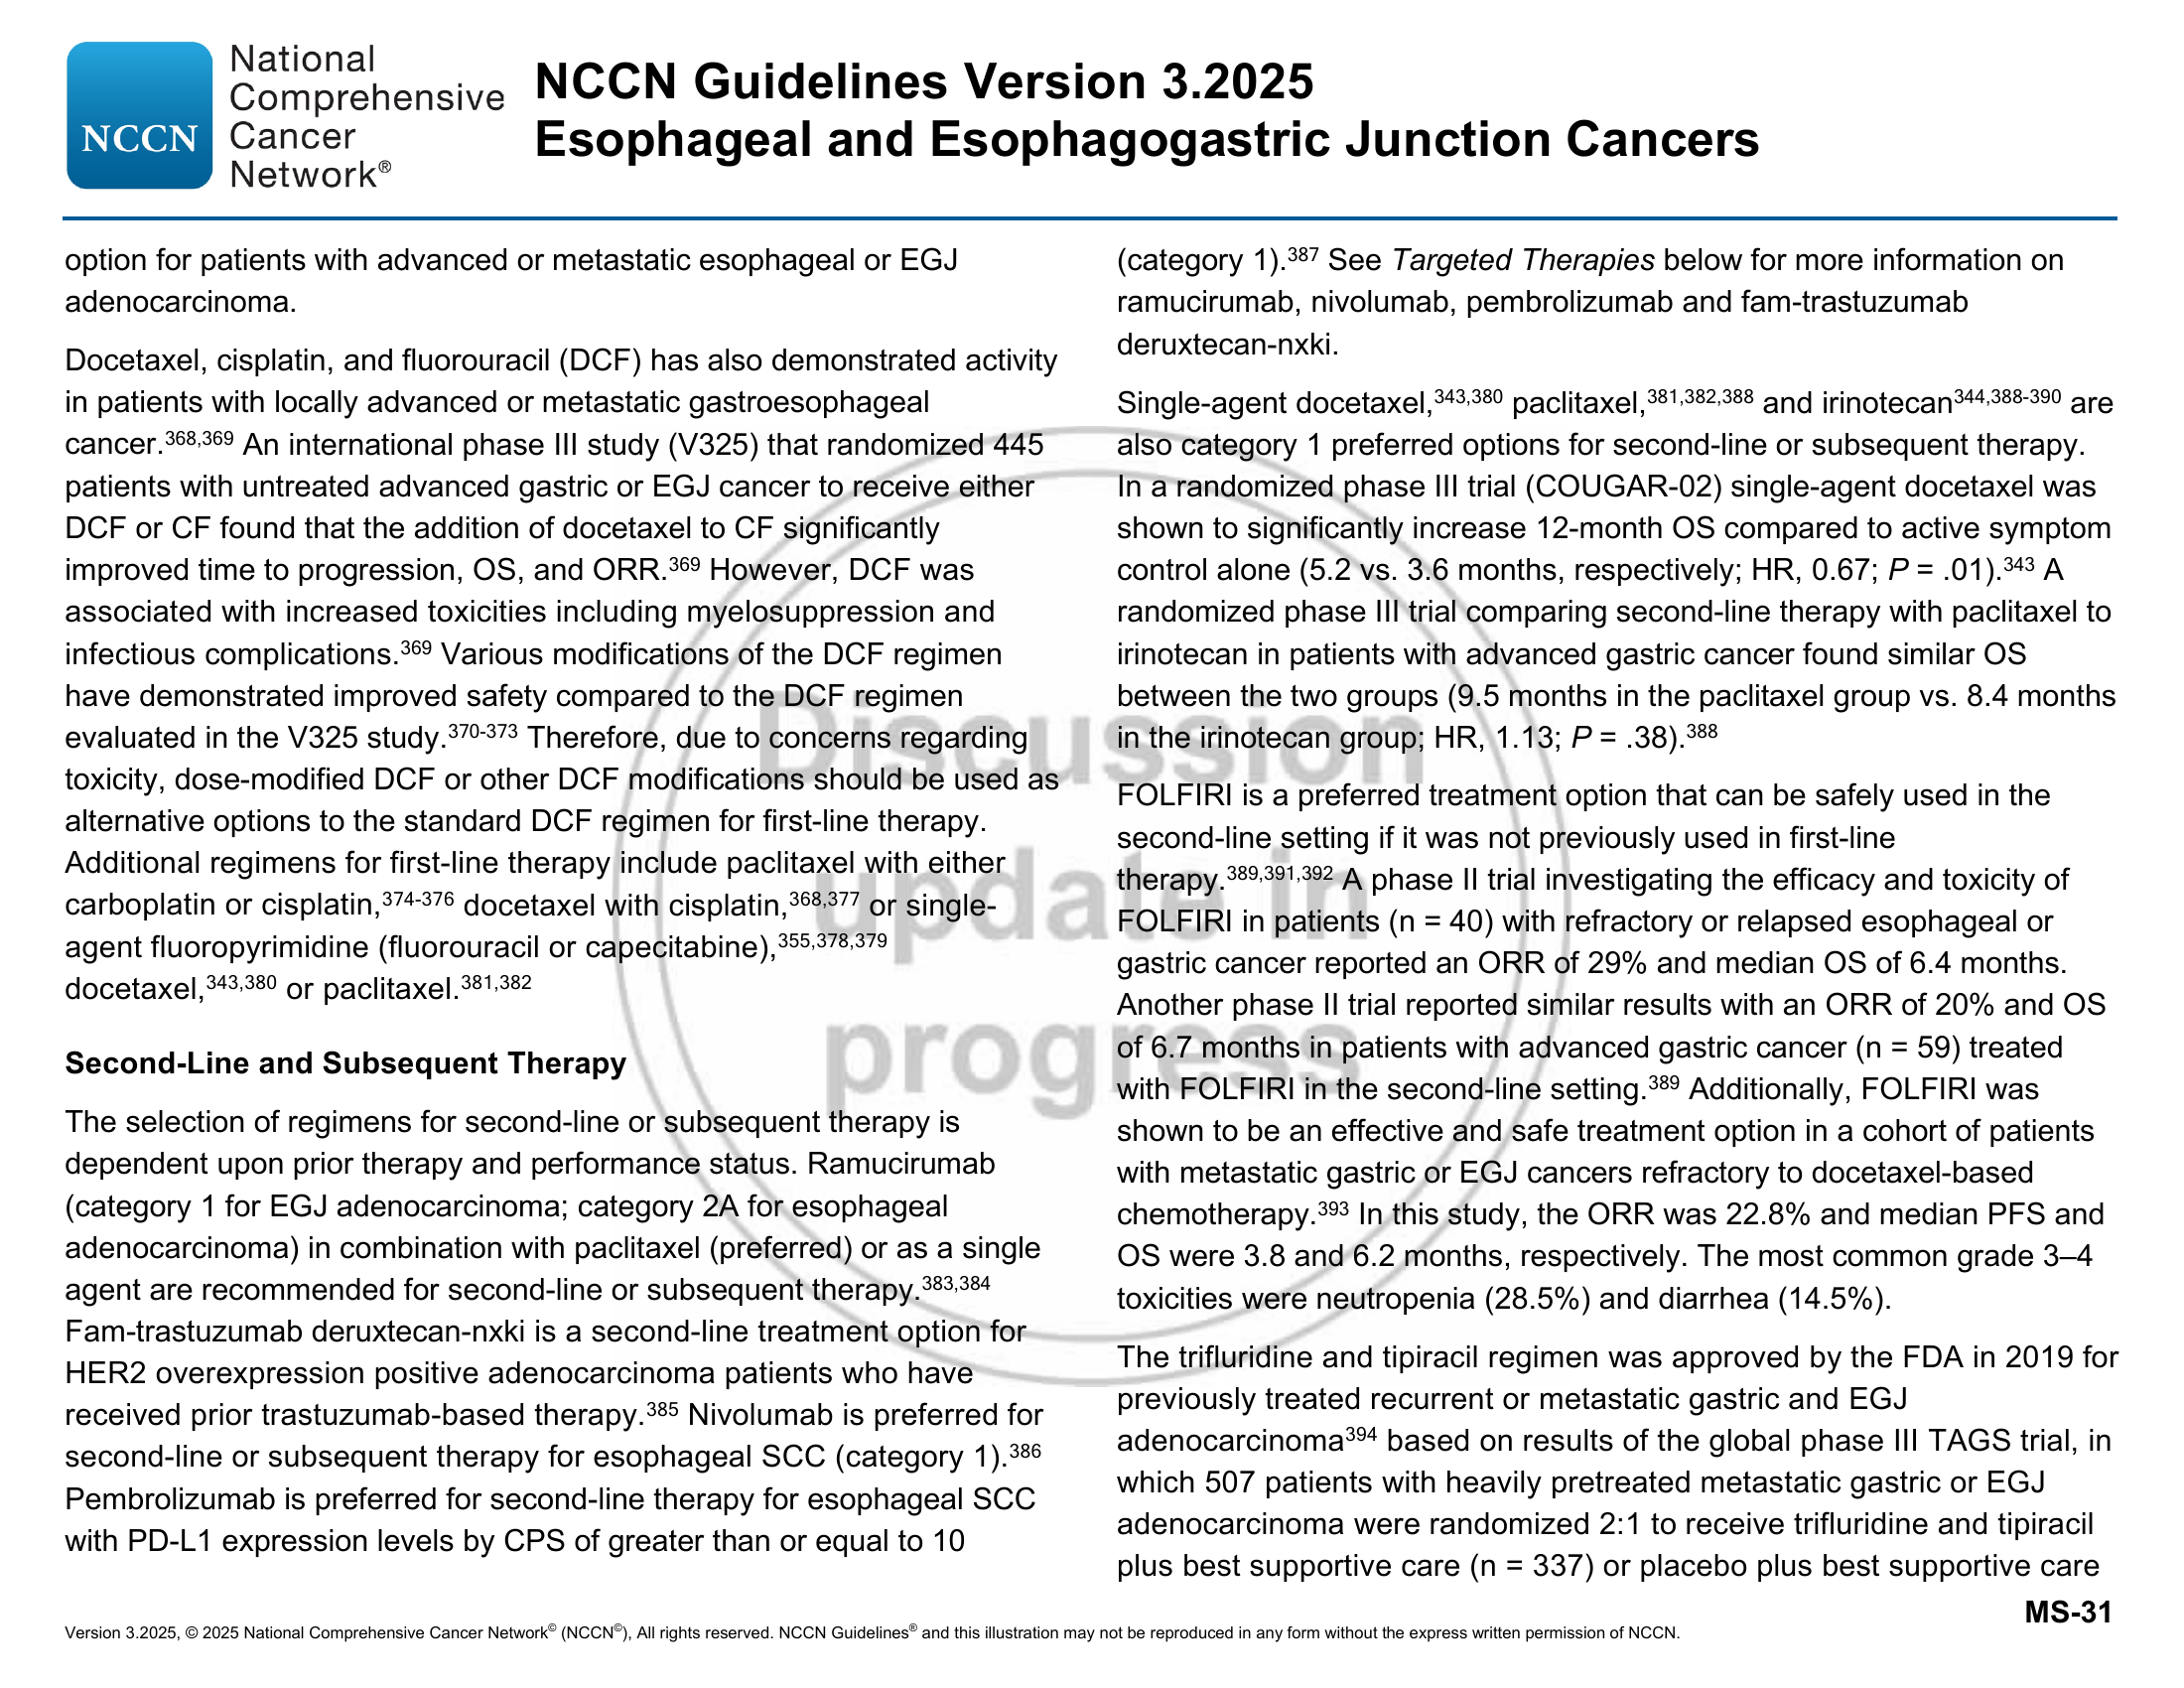 NCCN
National
Comprehensive
Cancer
Network®
NCCN Guidelines Version 3.2025
Esophageal and Esophagogastric Junction Cancers
option for patients with advanced or metastatic esophageal or EGJ
adenocarcinoma.
Docetaxel, cisplatin, and fluorouracil (DCF) has also demonstrated activity
in patients with locally advanced or metastatic gastroesophageal
cancer.368,369 An international phase III study (V325) that randomized 445
patients with untreated advanced gastric or EGJ cancer to receive either
DCF or CF found that the addition of docetaxel to CF significantly
improved time to progression, OS, and ORR.369 However, DCF was
associated with increased toxicities including myelosuppression and
infectious complications.369 Various modifications of the DCF regimen
have demonstrated improved safety compared to the DCF regimen
evaluated in the V325 study.370-373 Therefore, due to concerns regarding
toxicity, dose-modified DCF or other DCF modifications should be used as
alternative options to the standard DCF regimen for first-line therapy.
Additional regimens for first-line therapy include paclitaxel with either
carboplatin or cisplatin,374-376 docetaxel with cisplatin,368,377 or single-
agent fluoropyrimidine (fluorouracil or capecitabine),355,378,379
docetaxel,343,380 or paclitaxel.381,382
Second-Line and Subsequent Therapy
The selection of regimens for second-line or subsequent therapy is
dependent upon prior therapy and performance status. Ramucirumab
(category 1 for EGJ adenocarcinoma; category 2A for esophageal
adenocarcinoma) in combination with paclitaxel (preferred) or as a single
agent are recommended for second-line or subsequent therapy.383,384
Fam-trastuzumab deruxtecan-nxki is a second-line treatment option for
HER2 overexpression positive adenocarcinoma patients who have
received prior trastuzumab-based therapy.385 Nivolumab is preferred for
second-line or subsequent therapy for esophageal SCC (category 1).386
Pembrolizumab is preferred for second-line therapy for esophageal SCC
with PD-L1 expression levels by CPS of greater than or equal to 10
(category 1).387 See Targeted Therapies below for more information on
ramucirumab, nivolumab, pembrolizumab and fam-trastuzumab
deruxtecan-nxki.
Single-agent docetaxel,343,380 paclitaxel,381,382,388 and irinotecan344,388-390 are
also category 1 preferred options for second-line or subsequent therapy.
In a randomized phase III trial (COUGAR-02) single-agent docetaxel was
shown to significantly increase 12-month OS compared to active symptom
control alone (5.2 vs. 3.6 months, respectively; HR, 0.67; P = .01).343 A
randomized phase III trial comparing second-line therapy with paclitaxel to
irinotecan in patients with advanced gastric cancer found similar OS
between the two groups (9.5 months in the paclitaxel group vs. 8.4 months
in the irinotecan group; HR, 1.13; P = .38).388
FOLFIRI is a preferred treatment option that can be safely used in the
second-line setting if it was not previously used in first-line
therapy.389,391,392 A phase II trial investigating the efficacy and toxicity of
FOLFIRI in patients (n = 40) with refractory or relapsed esophageal or
gastric cancer reported an ORR of 29% and median OS of 6.4 months.
Another phase II trial reported similar results with an ORR of 20% and OS
of 6.7 months in patients with advanced gastric cancer (n = 59) treated
with FOLFIRI in the second-line setting.389 Additionally, FOLFIRI was
shown to be an effective and safe treatment option in a cohort of patients
with metastatic gastric or EGJ cancers refractory to docetaxel-based
chemotherapy.393 In this study, the ORR was 22.8% and median PFS and
OS were 3.8 and 6.2 months, respectively. The most common grade 3–4
toxicities were neutropenia (28.5%) and diarrhea (14.5%).
The trifluridine and tipiracil regimen was approved by the FDA in 2019 for
previously treated recurrent or metastatic gastric and EGJ
adenocarcinoma394 based on results of the global phase III TAGS trial, in
which 507 patients with heavily pretreated metastatic gastric or EGJ
adenocarcinoma were randomized 2:1 to receive trifluridine and tipiracil
plus best supportive care (n = 337) or placebo plus best supportive care
Discussion
update in
progress
MS-31
Version 3.2025, © 2025 National Comprehensive Cancer Network© (NCCN©), All rights reserved. NCCN Guidelines® and this illustration may not be reproduced in any form without the express written permission of NCCN.